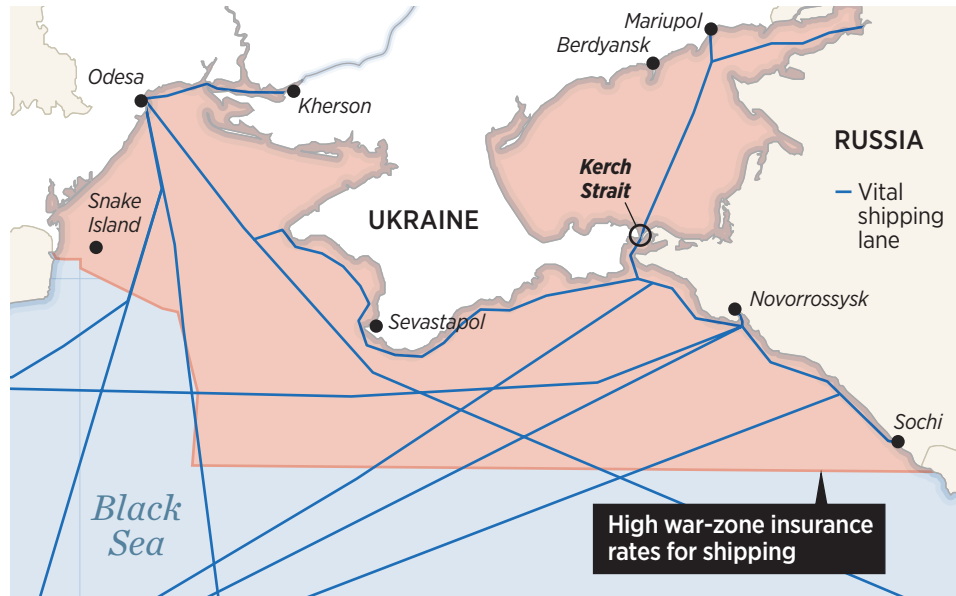 Mariupol
Berdyansk
Odesa
Kherson
RUSSIA
Kerch
Strait
Vital
shipping
lane
Snake
Island
UKRAINE
Novorrossysk
Sevastapol
Sochi
Black
Sea
High war-zone insurance
rates for shipping